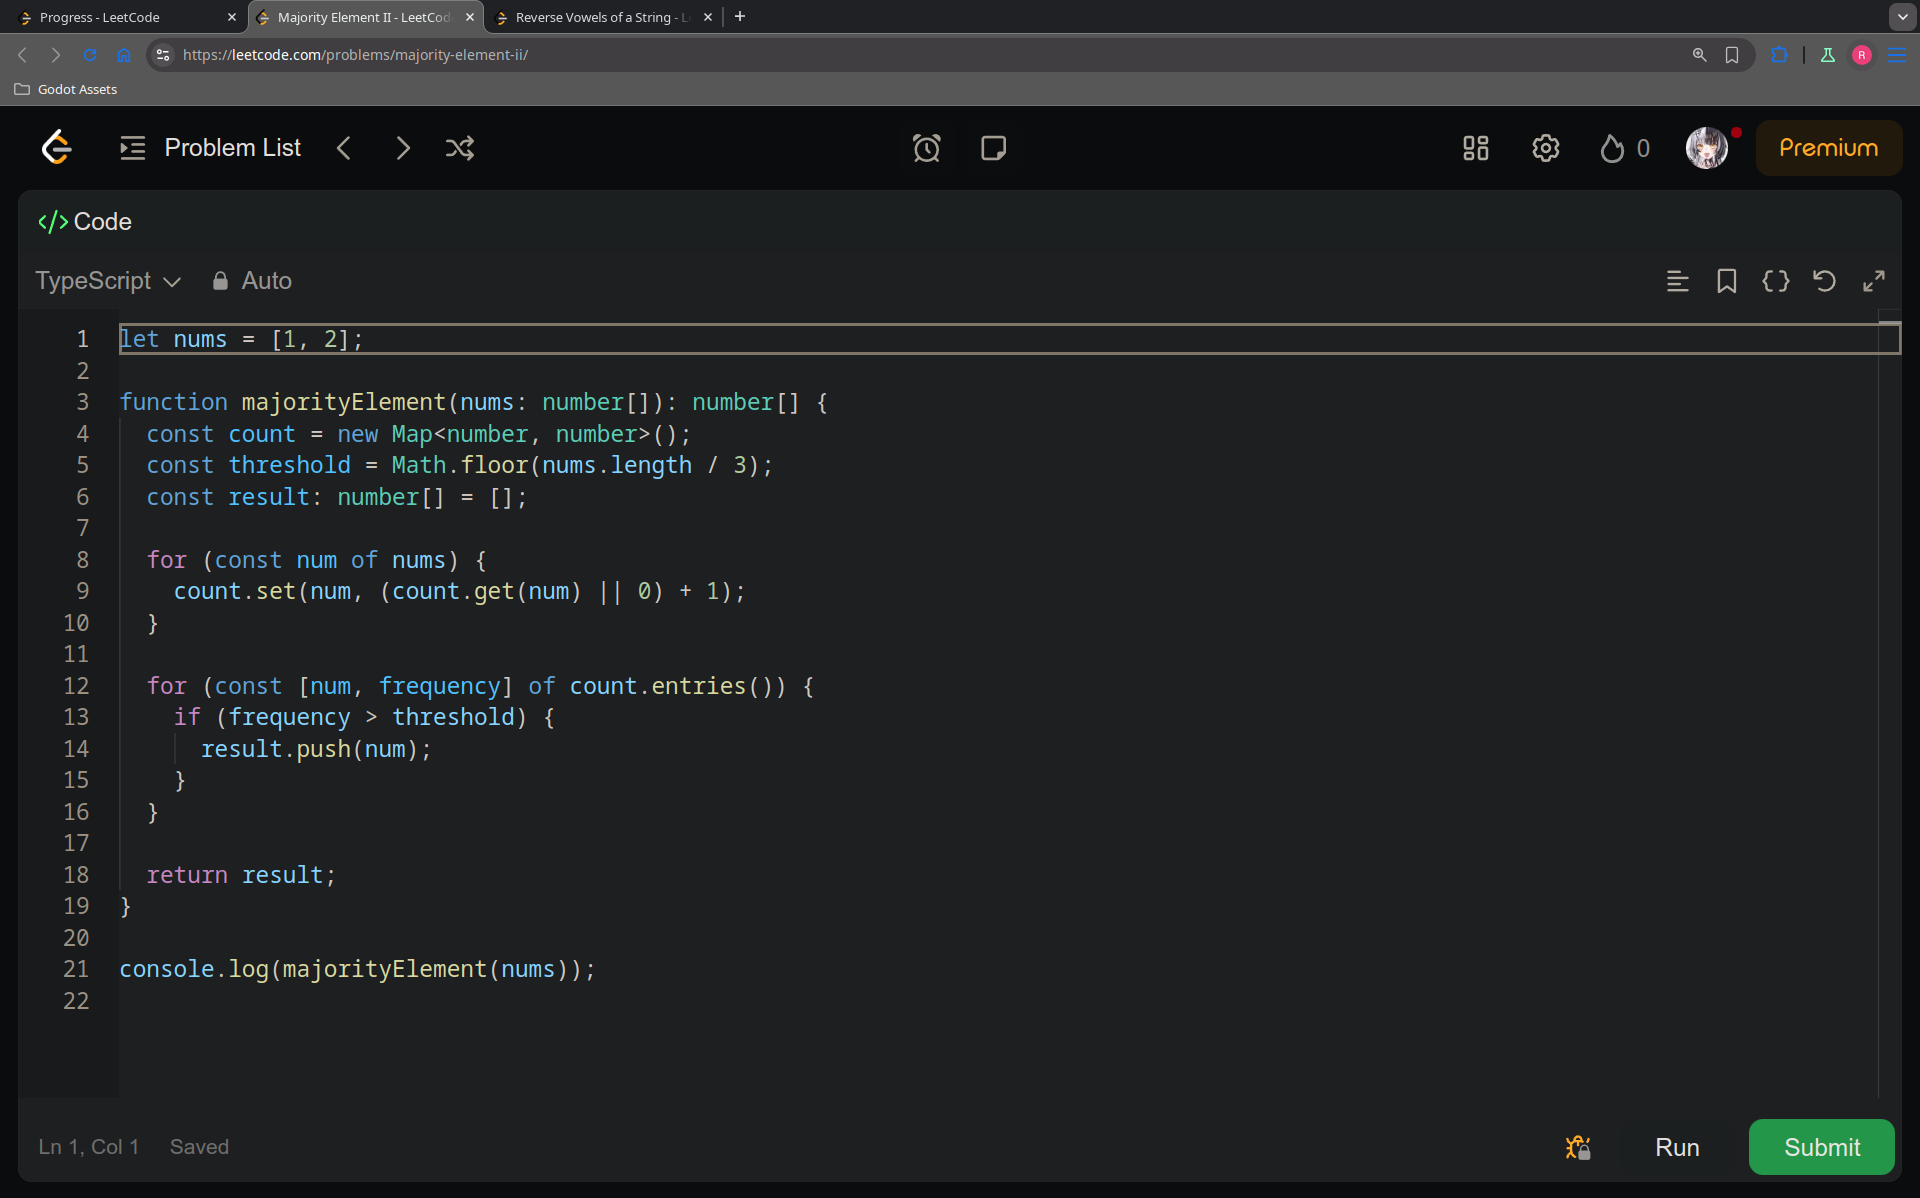 Progress - LeetCode
Majority Element II - LeetCod
Reverse Vowels of a String - L
https://leetcode.com/problems/majority-element-ii/
R
Godot Assets
Problem List
0
Premium
</> Code
TypeScript
Auto
1 let nums = [1, 2];
2
3 function majorityElement(nums: number[]): number[] {
4   const count = new Map<number, number>();
5   const threshold = Math.floor(nums.length / 3);
6   const result: number[] = [];
7
8   for (const num of nums) {
9     count.set(num, (count.get(num) || 0) + 1);
10   }
11
12   for (const [num, frequency] of count.entries()) {
13     if (frequency > threshold) {
14       result.push(num);
15     }
16   }
17
18   return result;
19 }
20
21 console.log(majorityElement(nums));
22
Ln 1, Col 1
Saved
Run
Submit